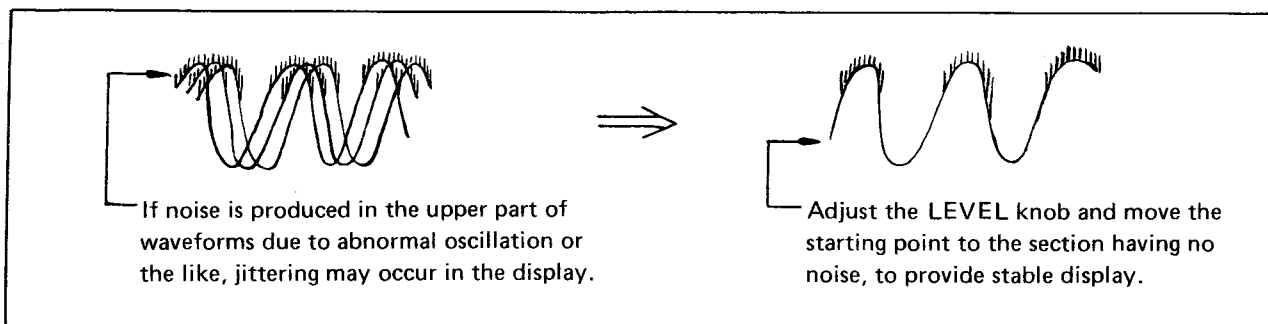 If noise is produced in the upper part of
waveforms due to abnormal oscillation or
the like, jittering may occur in the display.
Adjust the LEVEL knob and move the
starting point to the section having no
noise, to provide stable display.